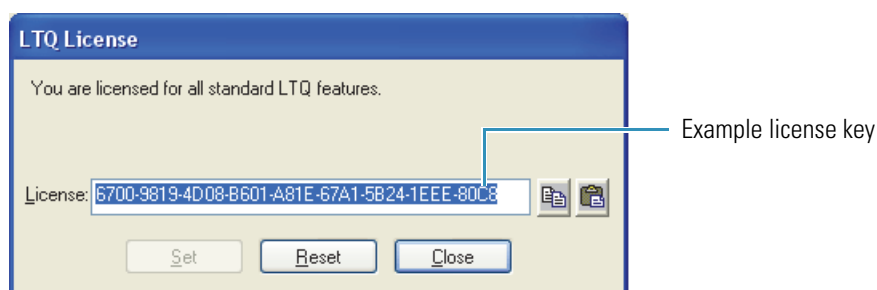 LTQ License
You are licensed for all standard LTQ features.
Example license key
License: 6700-9819-4D08-B601-A81E-67A1-5B24-1EEE-80C8
Set Reset Close